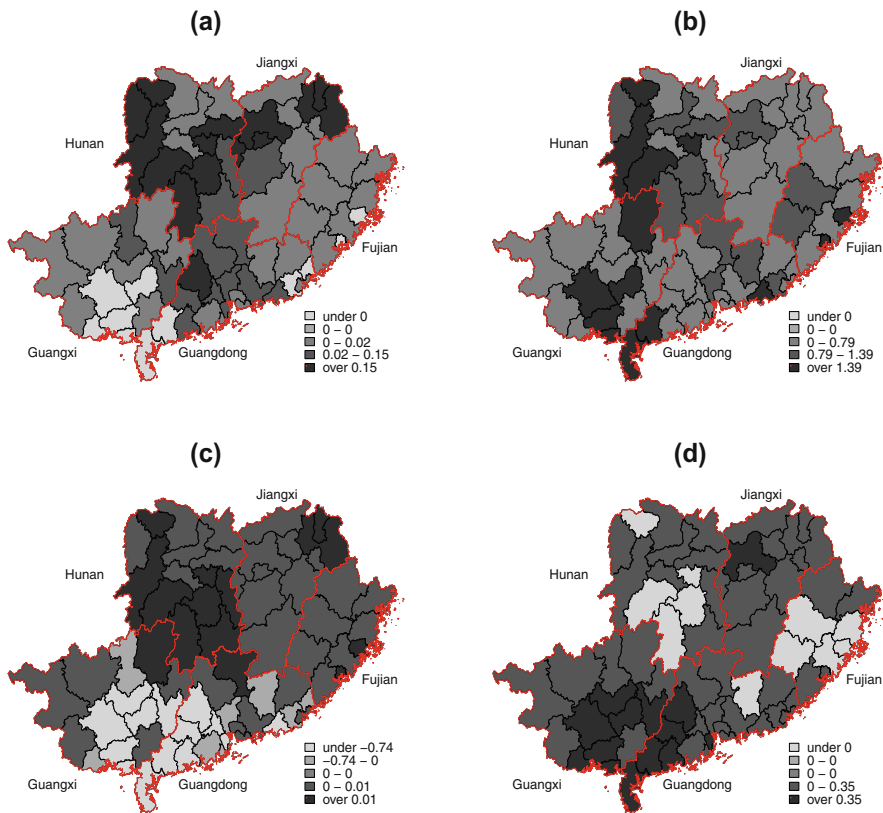 (a)
Jiangxi
Hunan
Fujian
Guangxi
Guangdong
under 0
0 – 0
0 – 0.02
0.02 – 0.15
over 0.15
(b)
Jiangxi
Hunan
Fujian
Guangxi
Guangdong
under 0
0 – 0
0 – 0.79
0.79 – 1.39
over 1.39
(c)
Jiangxi
Hunan
Fujian
Guangxi
Guangdong
under −0.74
−0.74 – 0
0 – 0
0 – 0.01
over 0.01
(d)
Jiangxi
Hunan
Fujian
Guangxi
Guangdong
under 0
0 – 0
0 – 0
0 – 0.35
over 0.35